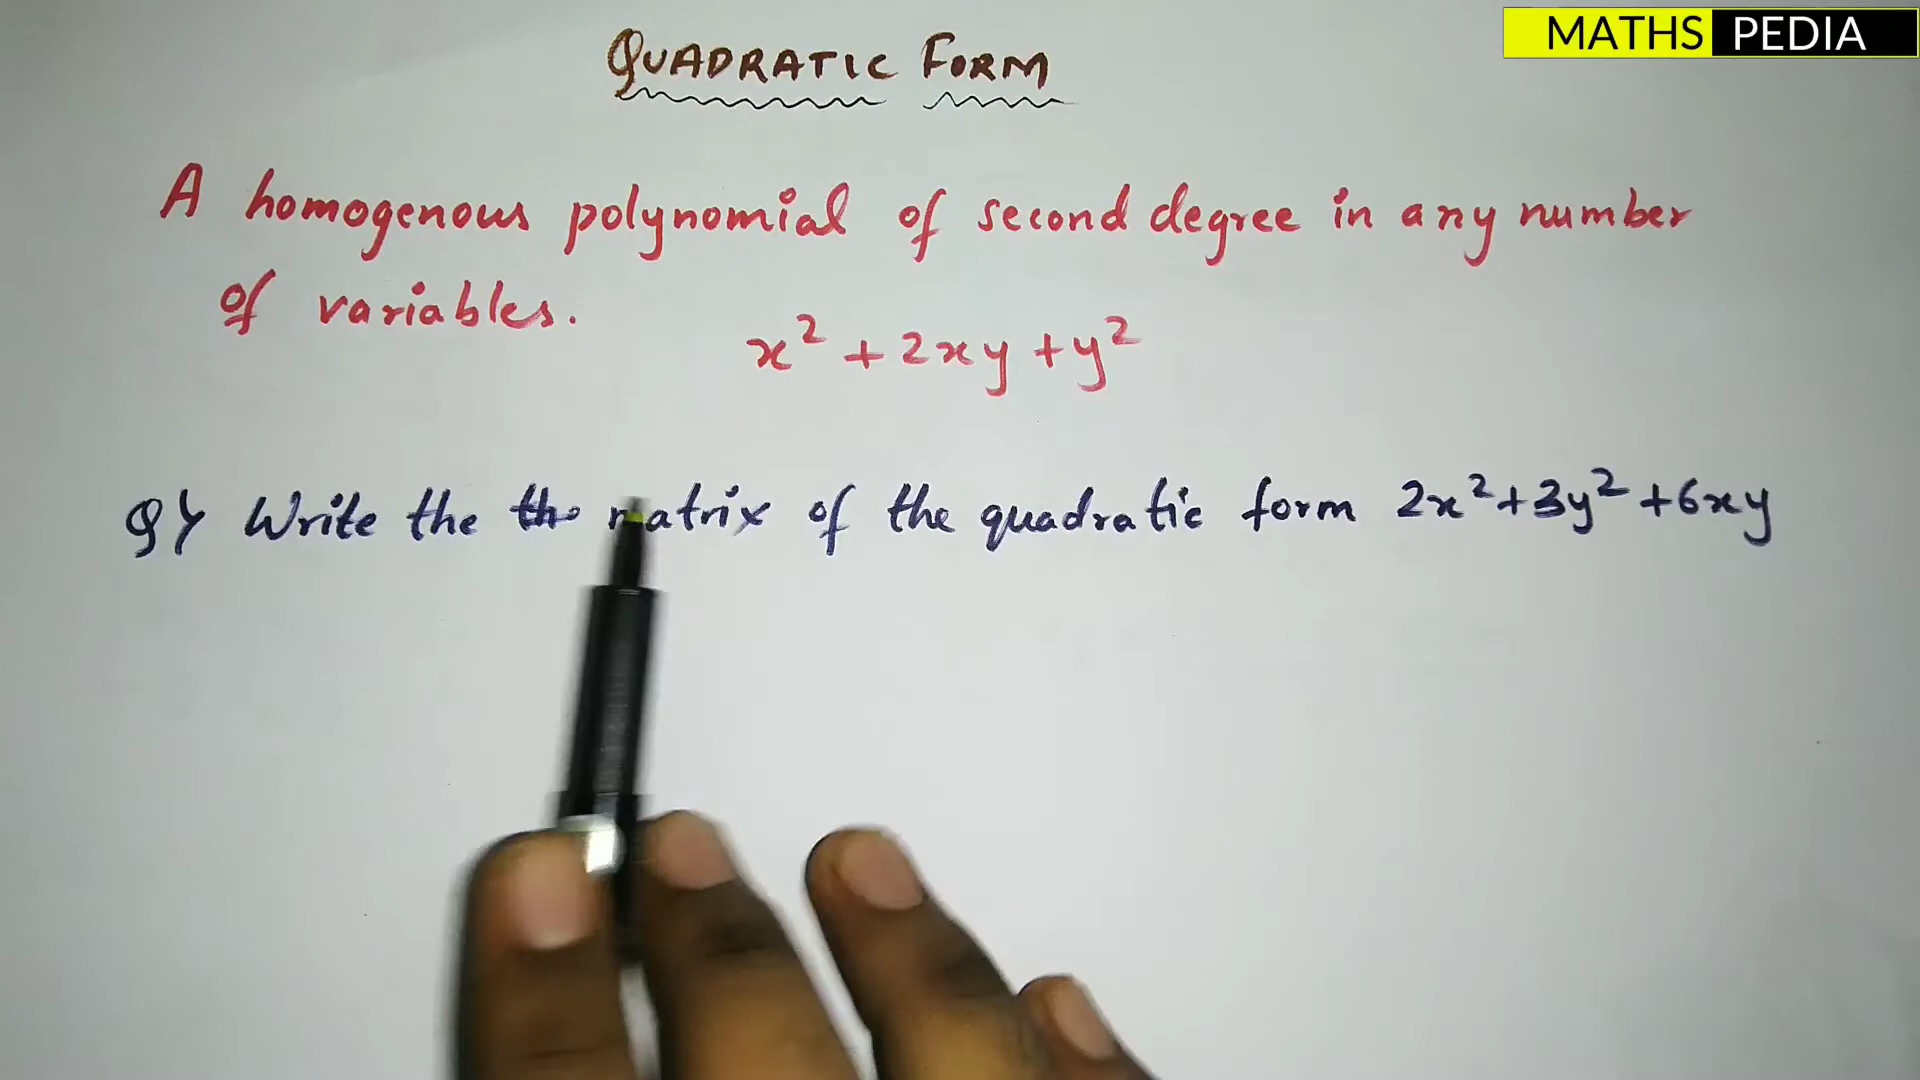 MATHS PEDIA
QUADRATIC FORM
A homogenous polynomial of second degree in any number
of variables.
x² + 2xy + y²
Q) Write the the matrix of the quadratic form 2x²+3y²+6xy